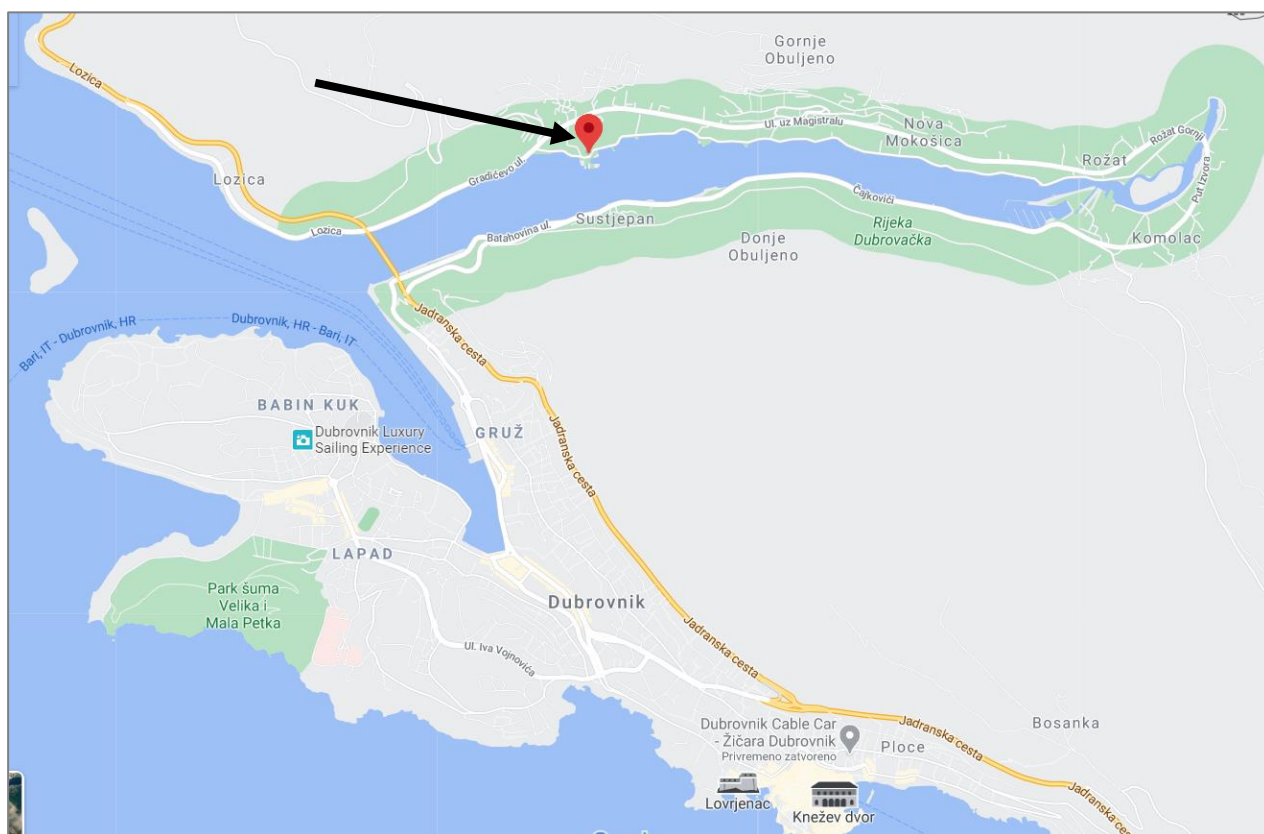 Gornje
Obuljeno
Lozica
Ul. uz Magistralu
Nova
Mokošica
Rožat Gornji
Rožat
Put Izvora
Lozica
Gradićevo ul.
Čajkovići
Sustjepan
Lozica
Batahovina ul.
Rijeka
Dubrovačka
Donje
Obuljeno
Komolac
Jadranska cesta
Dubrovnik, HR - Bari, IT
Bari, IT - Dubrovnik, HR
BABIN KUK
Dubrovnik Luxury
Sailing Experience
GRUŽ
Jadranska cesta
LAPAD
Park šuma
Velika i
Mala Petka
Dubrovnik
Ul. Iva Vojnovića
Jadranska cesta
Dubrovnik Cable Car
- Žičara Dubrovnik
Privremeno zatvoreno
Ploce
Jadranska cesta
Bosanka
Lovrjenac
Knežev dvor
Jadranska cesta